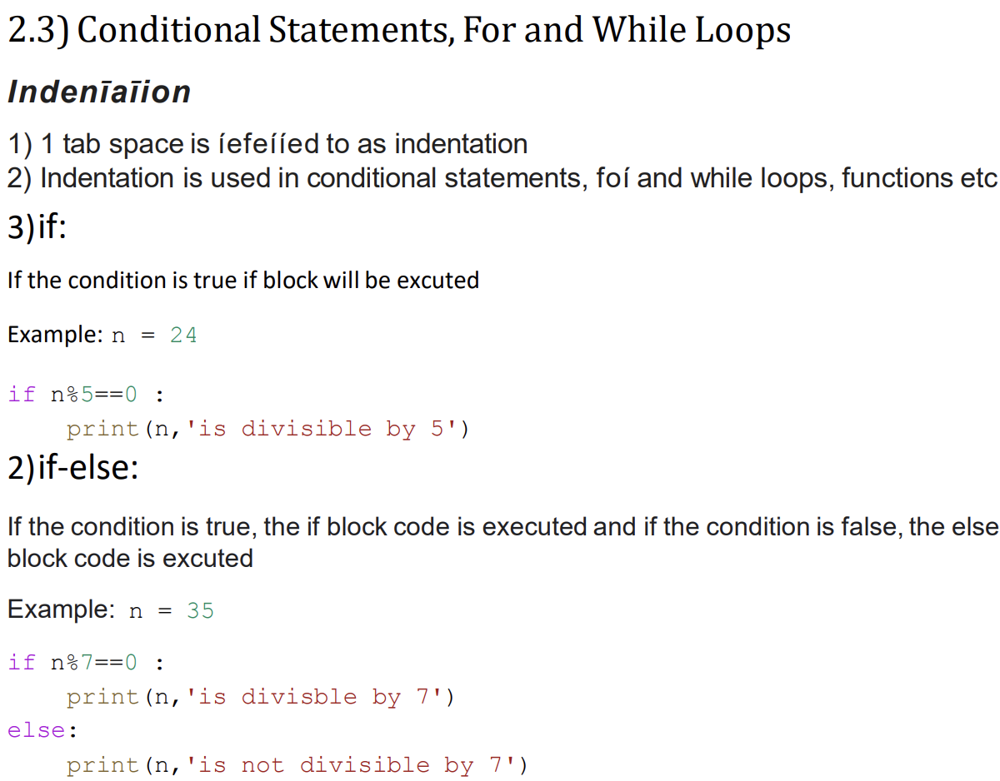 2.3) Conditional Statements, For and While Loops
Indenīaīion
1) 1 tab space is íefeííed to as indentation
2) Indentation is used in conditional statements, foí and while loops, functions etc
3)if:
If the condition is true if block will be excuted
Example: n = 24
if n%5==0 :
    print(n,'is divisible by 5')
2)if-else:
If the condition is true, the if block code is executed and if the condition is false, the else
block code is excuted
Example: n = 35
if n%7==0 :
    print(n,'is divisble by 7')
else:
    print(n,'is not divisible by 7')